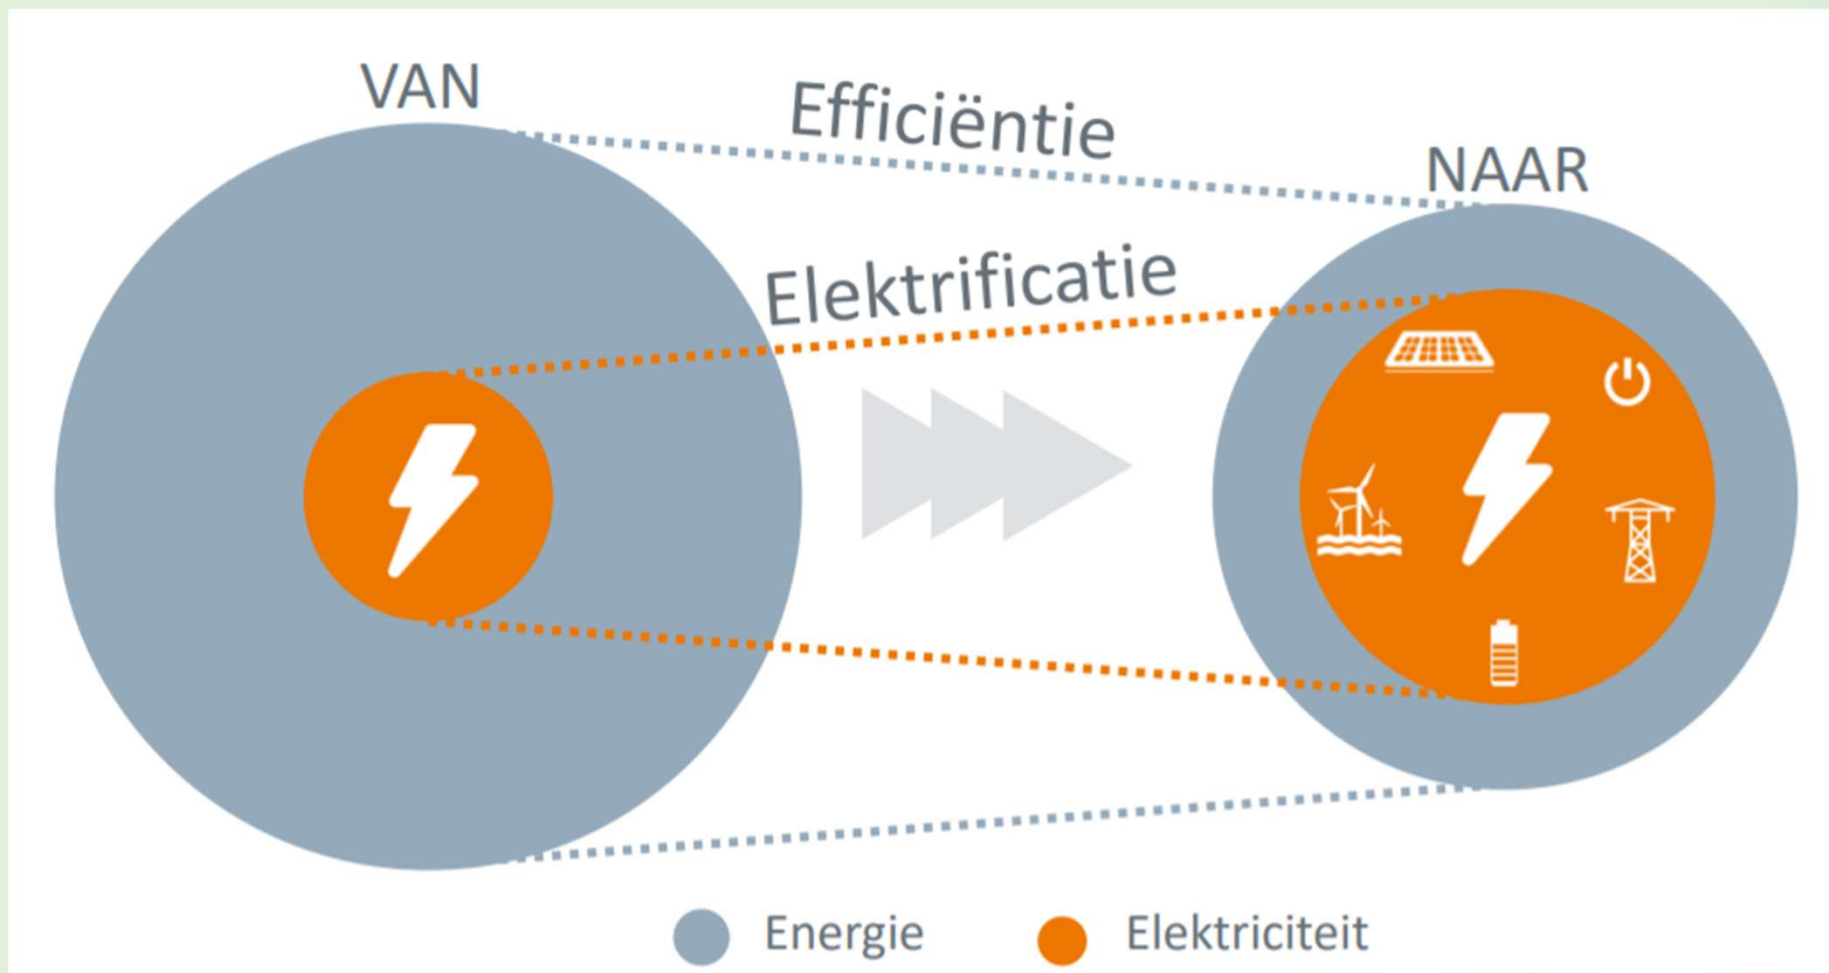 VAN
Efficiëntie
NAAR
Elektrificatie
Energie
Elektriciteit